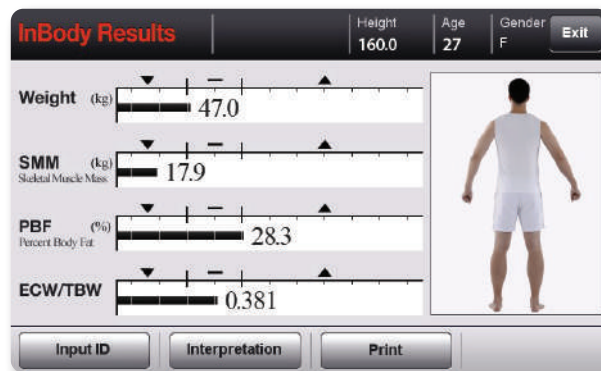 InBody Results
Height
160.0
Age
27
Gender
F
Exit
Weight (kg)
47.0
SMM (kg)
Skeletal Muscle Mass
17.9
PBF (%)
Percent Body Fat
28.3
ECW/TBW
0.381
Input ID
Interpretation
Print